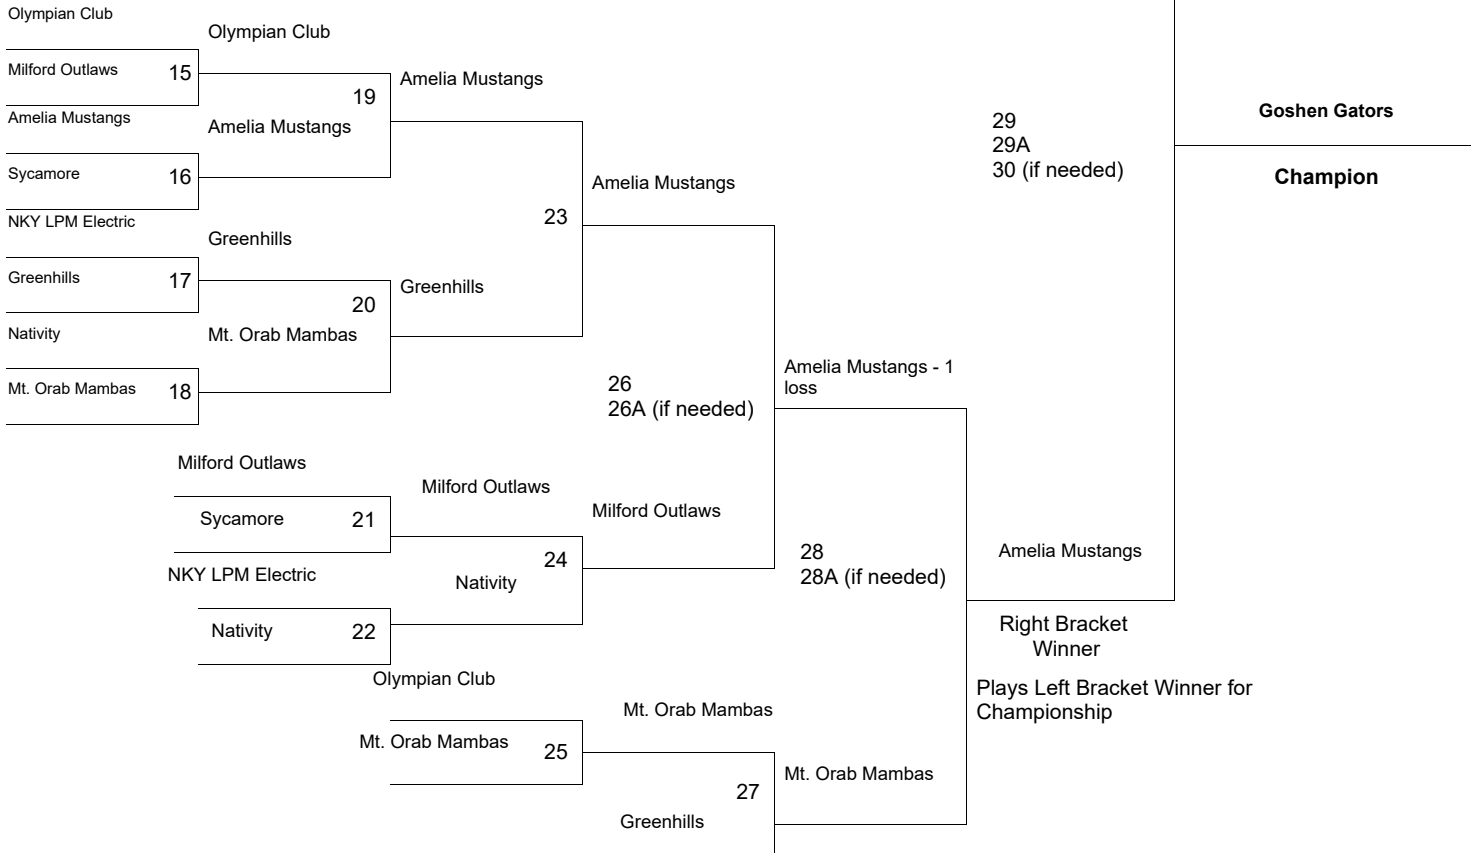 Olympian Club
Milford Outlaws
15
Amelia Mustangs
Sycamore
16
NKY LPM Electric
Greenhills
17
Nativity
Mt. Orab Mambas
18
Olympian Club
19
Amelia Mustangs
Greenhills
20
Mt. Orab Mambas
Milford Outlaws
Sycamore
21
NKY LPM Electric
Nativity
22
Amelia Mustangs
23
Greenhills
Milford Outlaws
24
Nativity
Olympian Club
Mt. Orab Mambas
25
Amelia Mustangs
26
26A (if needed)
Milford Outlaws
Mt. Orab Mambas
27
Greenhills
Amelia Mustangs - 1
loss
28
28A (if needed)
Mt. Orab Mambas
29
29A
30 (if needed)
Amelia Mustangs
Right Bracket
Winner
Plays Left Bracket Winner for
Championship
Goshen Gators
Champion